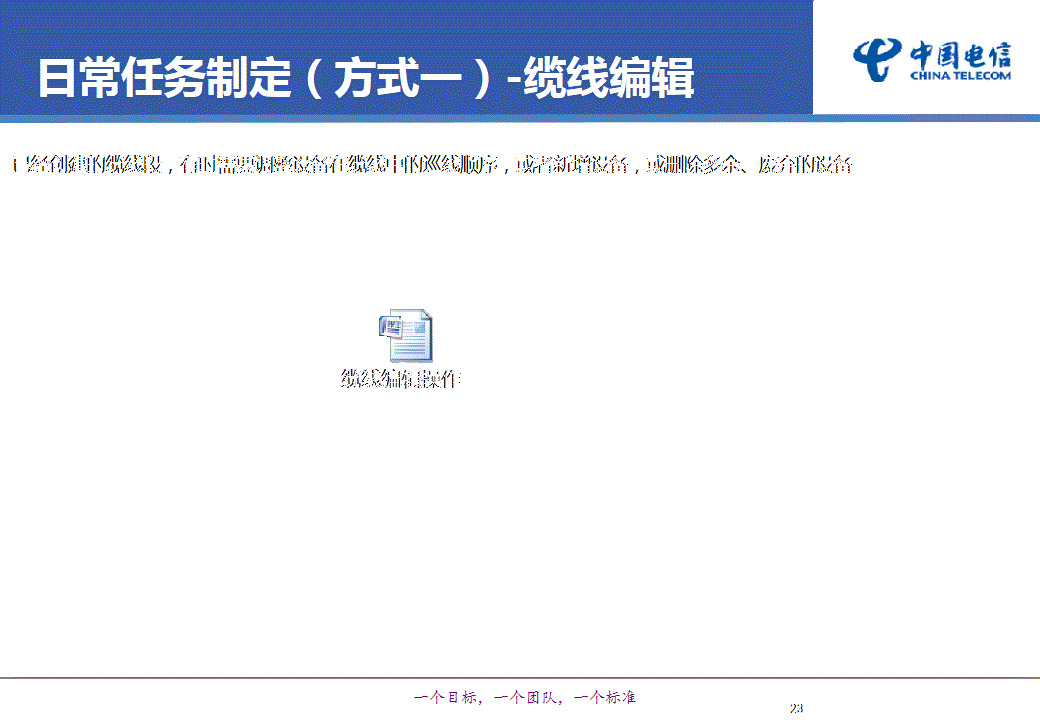 日常任务制定（方式一）-缆线编辑
中国电信
CHINA TELECOM
已经创建的缆线段，有时需要调整设备在缆线中的巡线顺序，或者新增设备，或删除多余、废弃的设备
缆线编辑操作
一个目标，一个团队，一个标准
23